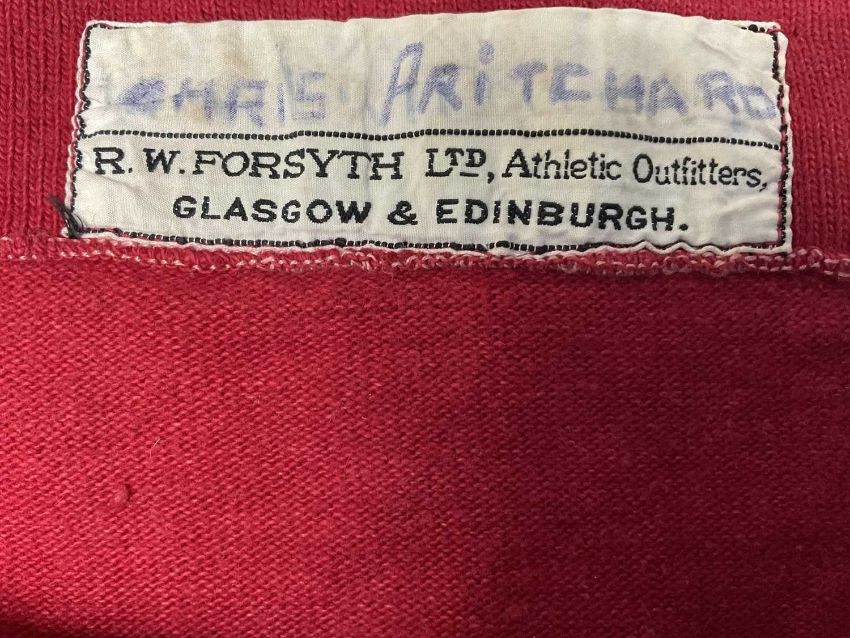 CHRIS PRITCHARD
R. W. FORSYTH LTD, Athletic Outfitters,
GLASGOW & EDINBURGH.